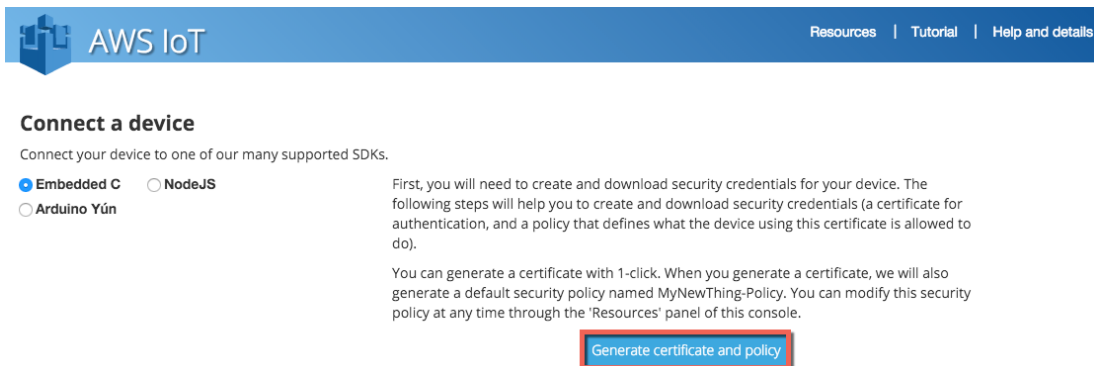 AWS IoT
Resources | Tutorial | Help and details
Connect a device
Connect your device to one of our many supported SDKs.
Embedded C NodeJS
Arduino Yún
First, you will need to create and download security credentials for your device. The
following steps will help you to create and download security credentials (a certificate for
authentication, and a policy that defines what the device using this certificate is allowed to
do).
You can generate a certificate with 1-click. When you generate a certificate, we will also
generate a default security policy named MyNewThing-Policy. You can modify this security
policy at any time through the 'Resources' panel of this console.
Generate certificate and policy